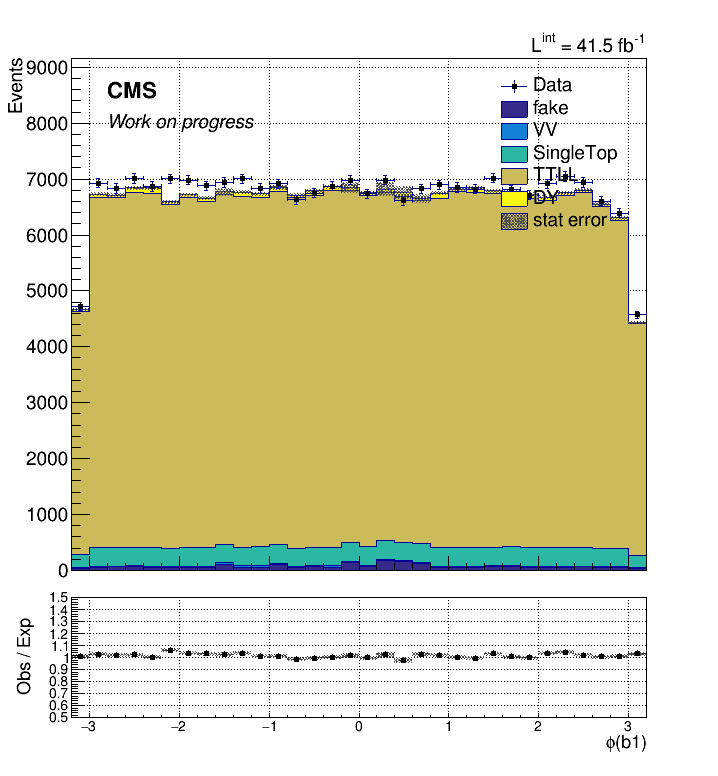 L^int = 41.5 fb^-1
Events
9000
8000
7000
6000
5000
4000
3000
2000
1000
0
CMS
Work on progress
Data
fake
VV
SingleTop
DY
stat error
Obs / Exp
1.5
1.4
1.3
1.2
1.1
1
0.9
0.8
0.7
0.6
0.5
−3 −2 −1 0 1 2 3
ϕ(b1)